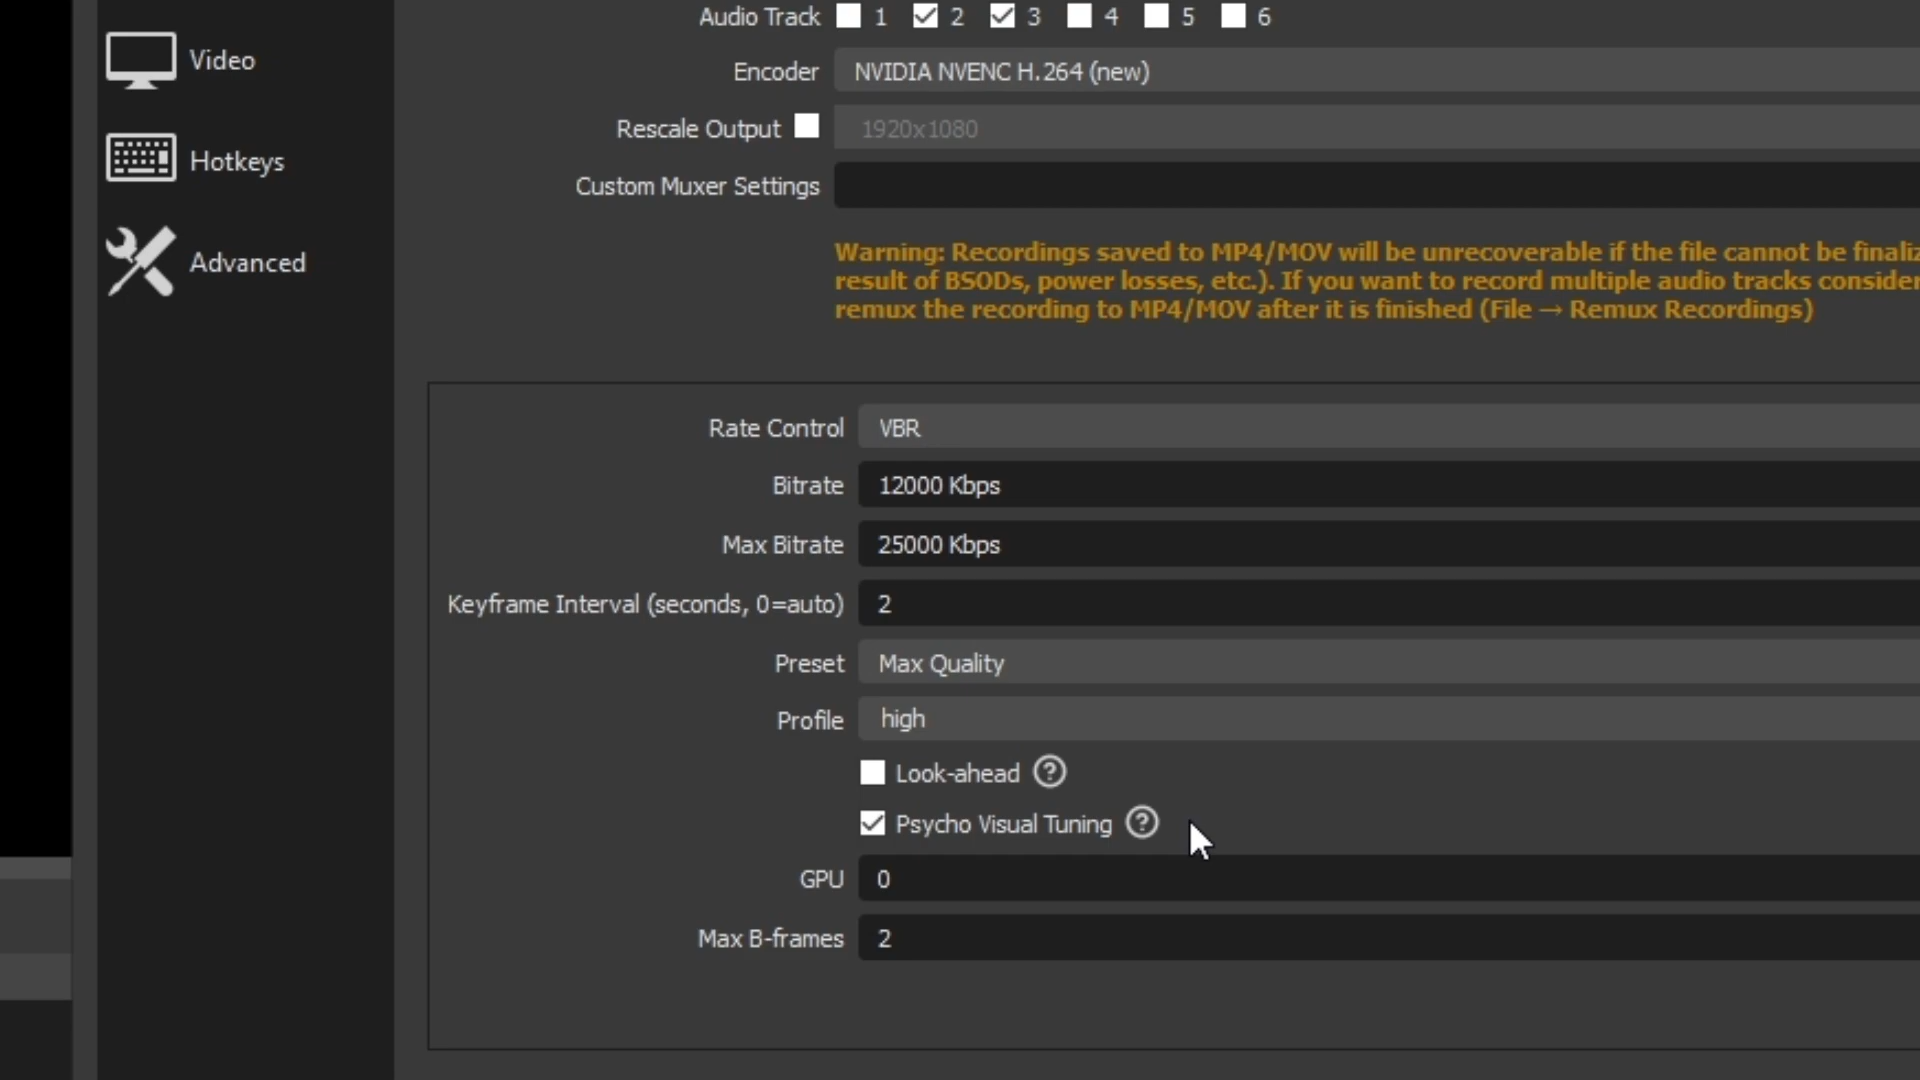 Audio Track 1 2 3 4 5 6
Video
Encoder NVIDIA NVENC H.264 (new)
Rescale Output 1920x1080
Hotkeys
Custom Muxer Settings
Advanced
Warning: Recordings saved to MP4/MOV will be unrecoverable if the file cannot be finaliz
result of BSODs, power losses, etc.). If you want to record multiple audio tracks consider
remux the recording to MP4/MOV after it is finished (File → Remux Recordings)
Rate Control VBR
Bitrate 12000 Kbps
Max Bitrate 25000 Kbps
Keyframe Interval (seconds, 0=auto) 2
Preset Max Quality
Profile high
Look-ahead ?
Psycho Visual Tuning ?
GPU 0
Max B-frames 2